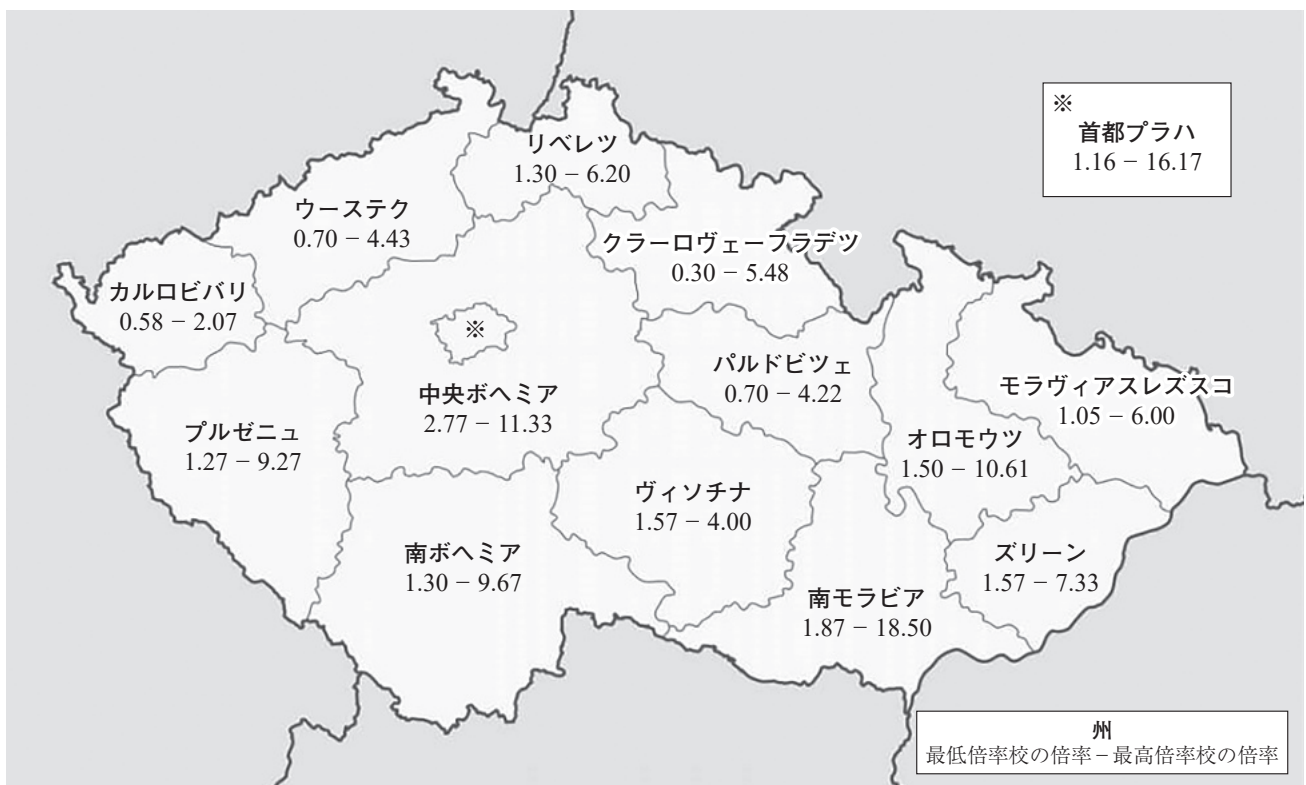 ※
首都プラハ
1.16 − 16.17
リベレツ
1.30 − 6.20
ウーステク
0.70 − 4.43
クラーロヴェーフラデツ
0.30 − 5.48
カルロビバリ
0.58 − 2.07
※
パルドビツェ
0.70 − 4.22
モラヴィアスレズスコ
1.05 − 6.00
中央ボヘミア
2.77 − 11.33
プルゼニュ
1.27 − 9.27
オロモウツ
1.50 − 10.61
ヴィソチナ
1.57 − 4.00
南ボヘミア
1.30 − 9.67
ズリーン
1.57 − 7.33
南モラビア
1.87 − 18.50
州
最低倍率校の倍率 − 最高倍率校の倍率